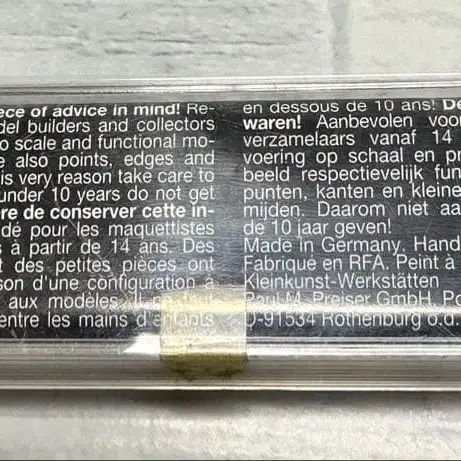 ece of advice in mind! Re-
del builders and collectors
o scale and functional mo-
e also points, edges and
is very reason take care to
under 10 years do not get
re de conserver cette in-
dé pour les maquettistes
s à partir de 14 ans. Des
t des petites pièces ont
son d'une configuration à
aux modèles. Il ne faut
entre les mains d'enfants
en dessous de 10 ans! De
waren! Aanbevolen voor
verzamelaars vanaf 14
voering op schaal en pr
beeld respectievelijk fun
punten, kanten en kleine
mijden. Daarom niet aa
de 10 jaar geven!
Made in Germany. Hand
Fabriqué en RFA. Peint à
Kleinkunst-Werkstätten
Paul M. Preiser GmbH. Po
D-91534 Rothenburg o.d.